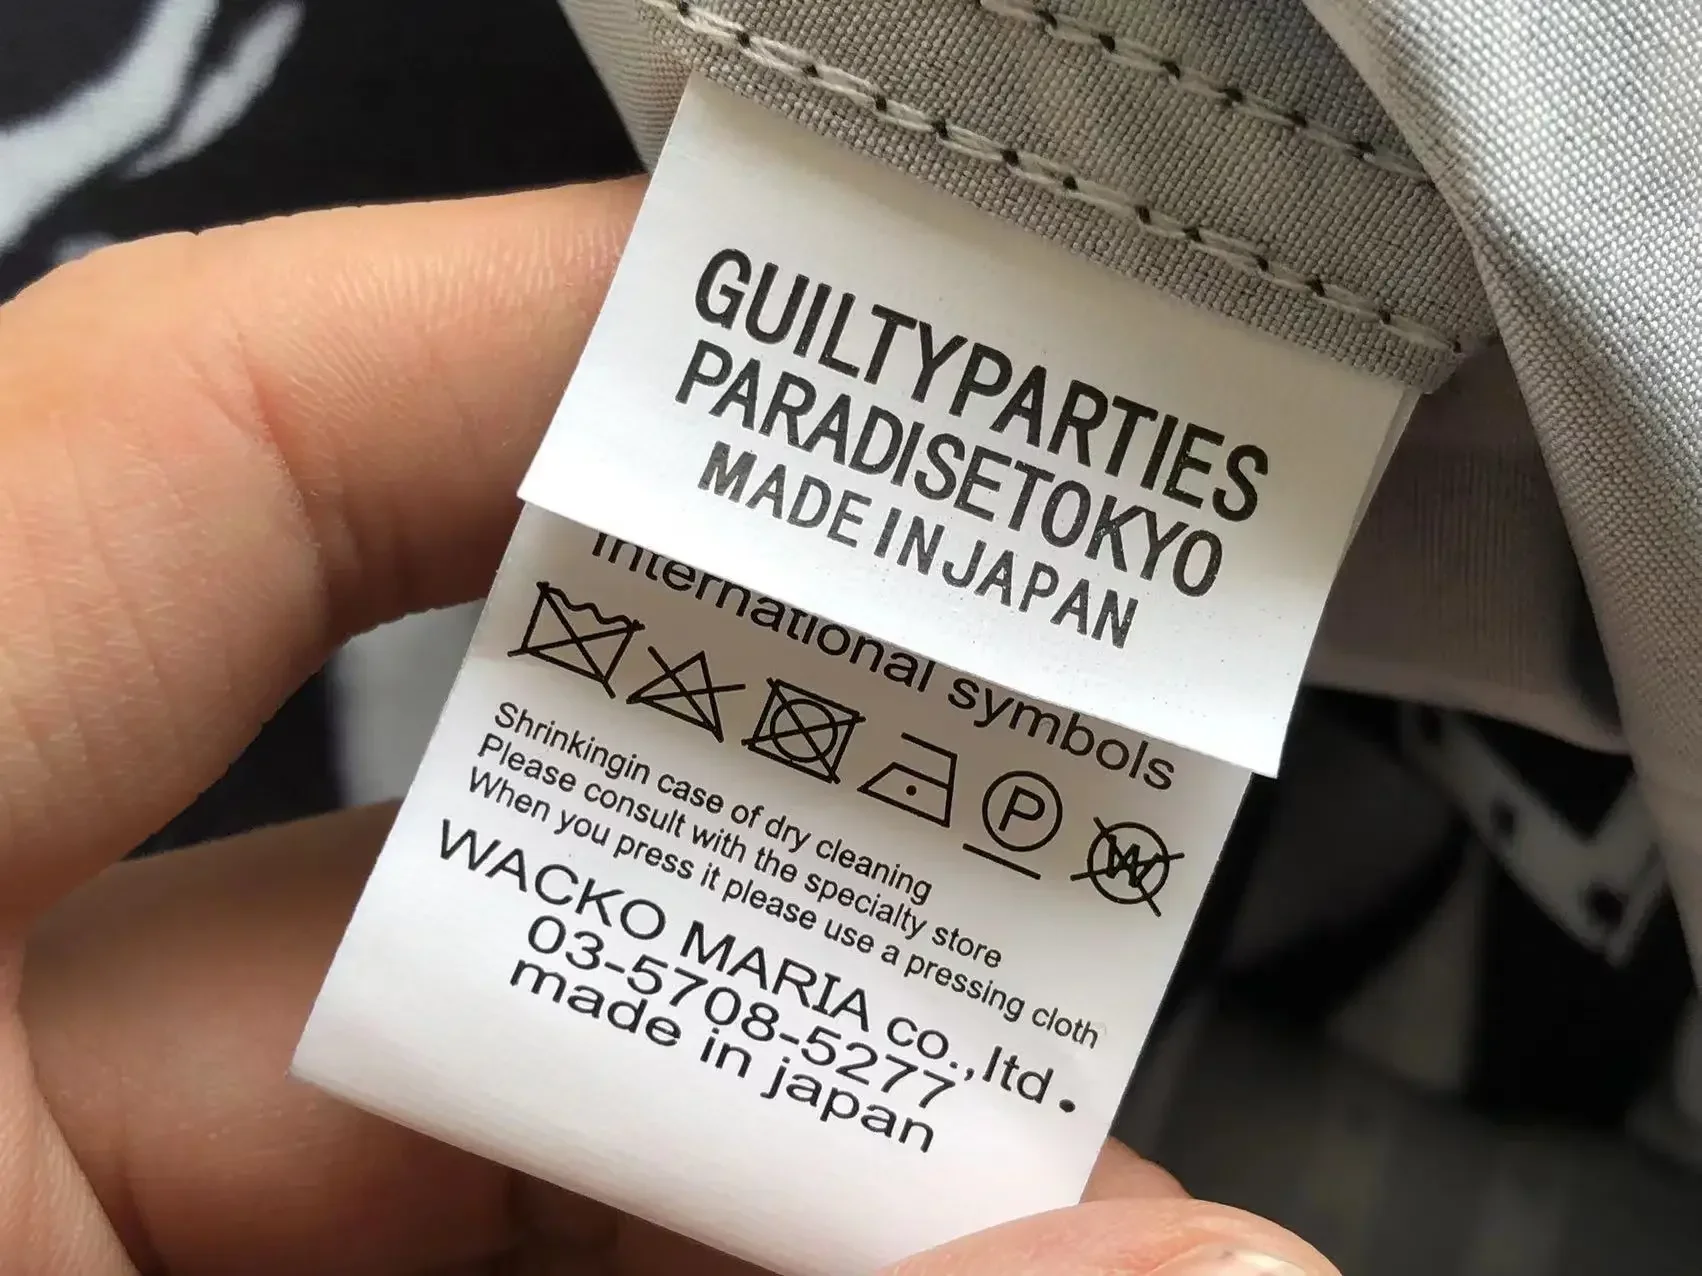 GUILTYPARTIES
PARADISETOKYO
MADE IN JAPAN
International symbols
P W
Shrinkingin case of dry cleaning
Please consult with the specialty store
When you press it please use a pressing cloth
WACKO MARIA co.,ltd.
03-5708-5277
made in japan